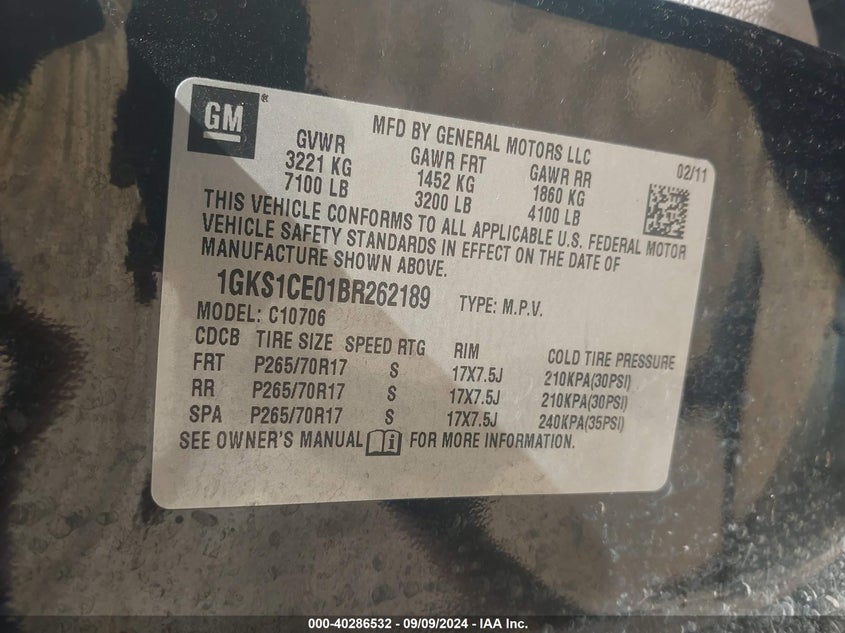 GM®
MFD BY GENERAL MOTORS LLC
02/11
GVWR GAWR FRT GAWR RR
3221 KG 1452 KG 1860 KG
7100 LB 3200 LB 4100 LB
THIS VEHICLE CONFORMS TO ALL APPLICABLE U.S. FEDERAL MOTOR
VEHICLE SAFETY STANDARDS IN EFFECT ON THE DATE OF
MANUFACTURE SHOWN ABOVE.
1GKS1CE01BR262189 TYPE: M.P.V.
MODEL: C10706
CDCB TIRE SIZE SPEED RTG RIM COLD TIRE PRESSURE
FRT P265/70R17 S 17X7.5J 210KPA(30PSI)
RR P265/70R17 S 17X7.5J 210KPA(30PSI)
SPA P265/70R17 S 17X7.5J 240KPA(35PSI)
SEE OWNER'S MANUAL FOR MORE INFORMATION.
000-40286532 - 09/09/2024 - IAA Inc.